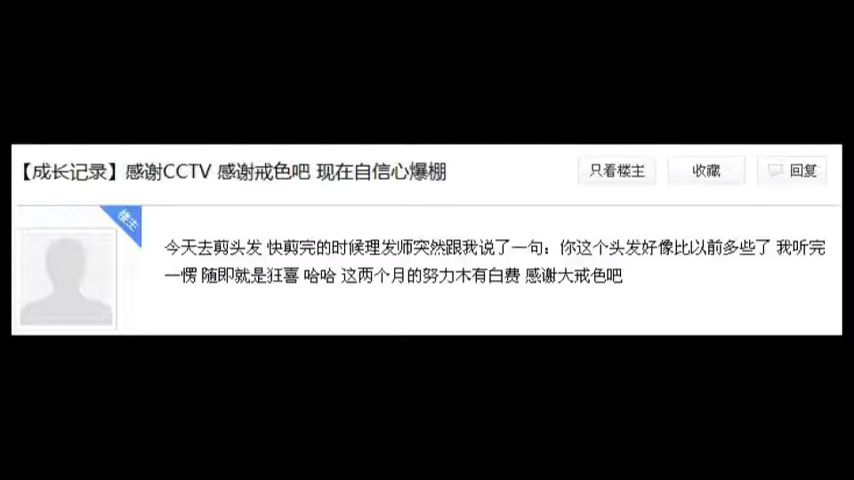 【成长记录】感谢CCTV 感谢戒色吧 现在自信心爆棚
只看楼主
收藏
回复
楼主
今天去剪头发 快剪完的时候理发师突然跟我说了一句：你这个头发好像比以前多些了 我听完
一愣 随即就是狂喜 哈哈 这两个月的努力木有白费 感谢大戒色吧